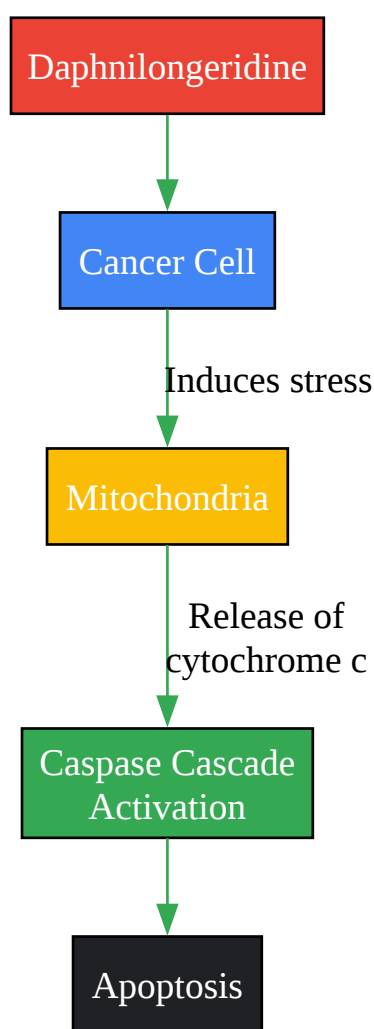 Daphnilongeridine
Cancer Cell
Induces stress
Mitochondria
Release of
cytochrome c
Caspase Cascade
Activation
Apoptosis